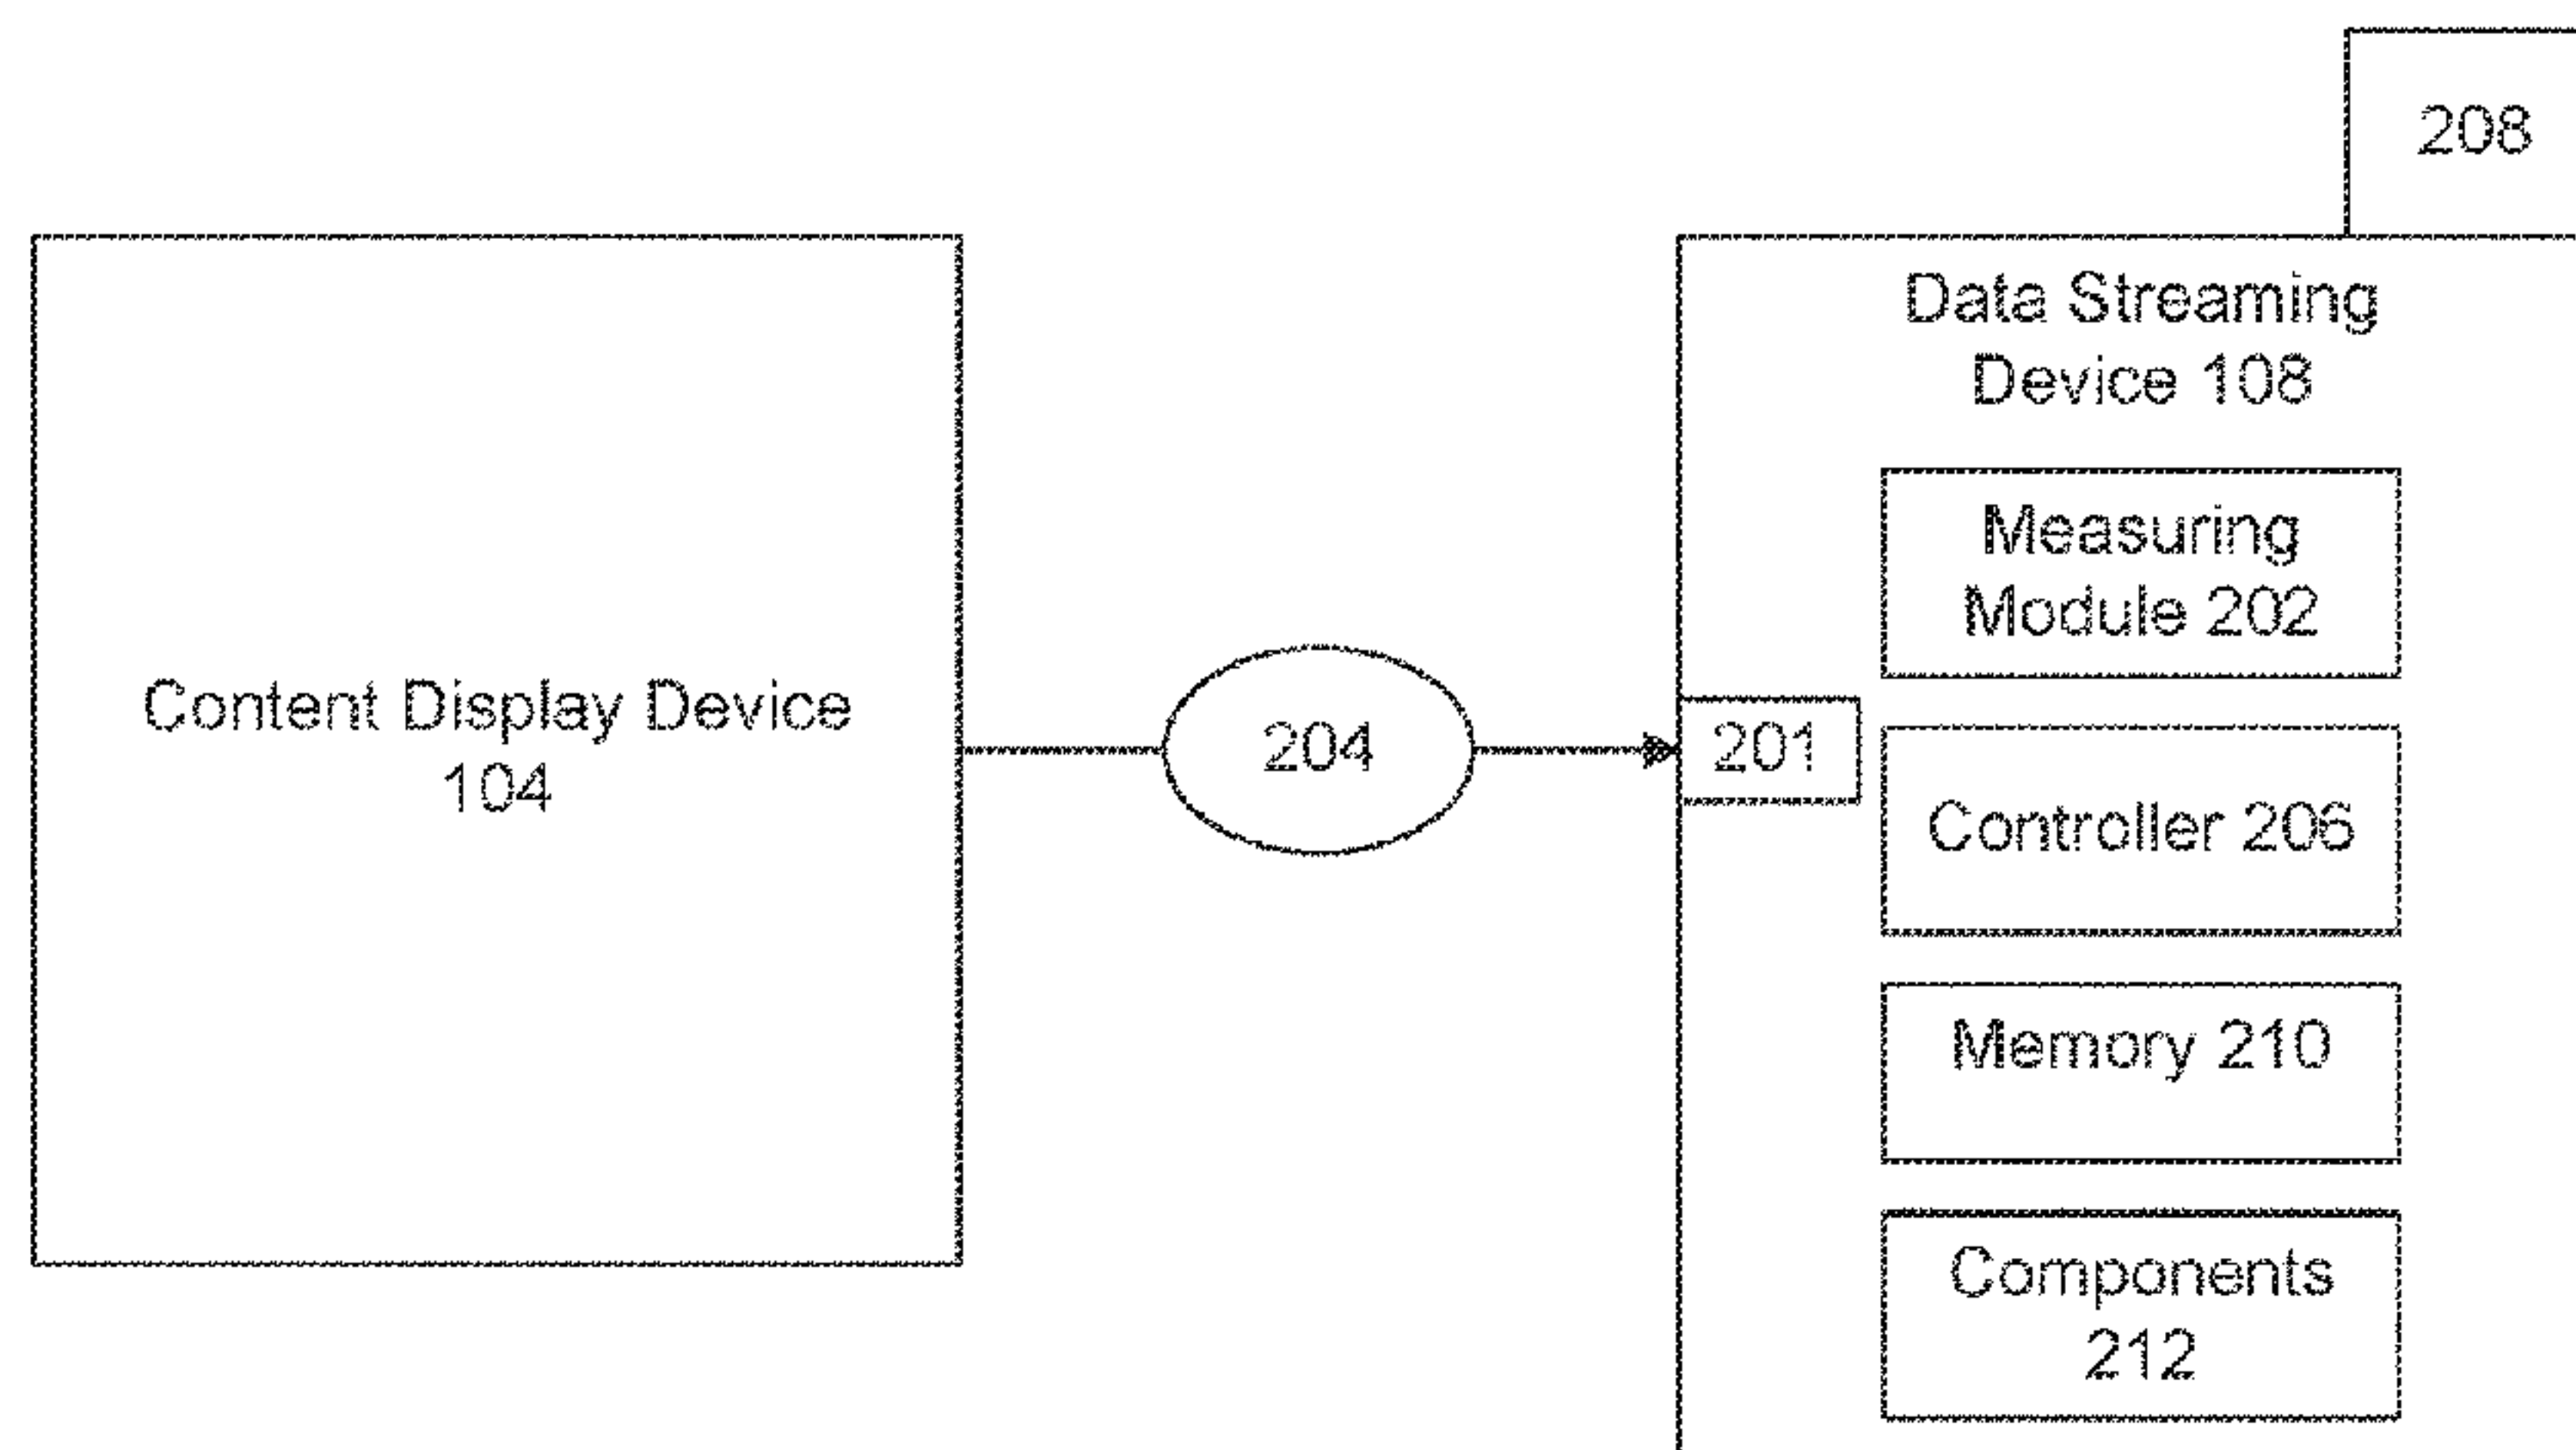 208
Data Streaming
Device 108
Measuring
Module 202
Content Display Device
104
204
201
Controller 206
Memory 210
Components
212